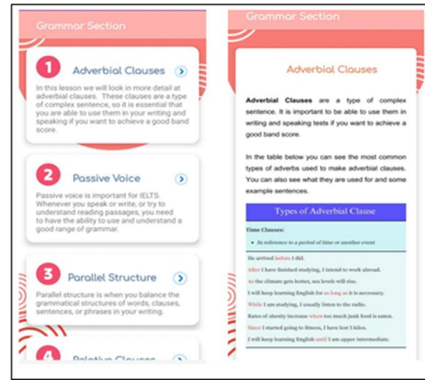 Grammar Section
1
Adverbial Clauses
In this lesson we will look in more detail at
adverbial clauses. These clauses are a type
of complex sentence, so it is essential that
you are able to use them in your writing and
speaking if you want to achieve a good band
score.
2
Passive Voice
Passive voice is important for IELTS.
Whenever you speak or write, or try to
understand reading passages, you need
to have the ability to use and understand a
good range of grammar.
3
Parallel Structure
Parallel structure is when you balance the
grammatical structures of words, clauses,
sentences, or phrases in your writing.
4
Relative Clauses
Grammar Section
Adverbial Clauses
Adverbial Clauses are a type of complex
sentence. It is important to be able to use them in
writing and speaking tests if you want to achieve a
good band score.
In the table below you can see the most common
types of adverbs used to make adverbial clauses.
You can also see what they are used for and some
example sentences.
Types of Adverbial Clause
Time Clauses:
• In reference to a period of time or another event
He arrived before I did.
After I have finished studying, I intend to work abroad.
As the climate gets hotter, sea levels will rise.
I will keep learning English for as long as it is necessary.
While I am studying, I usually listen to the radio.
Rates of obesity increase when too much junk food is eaten.
Since I started going to fitness, I have lost 5 kilos.
I will keep learning English until I am upper intermediate.